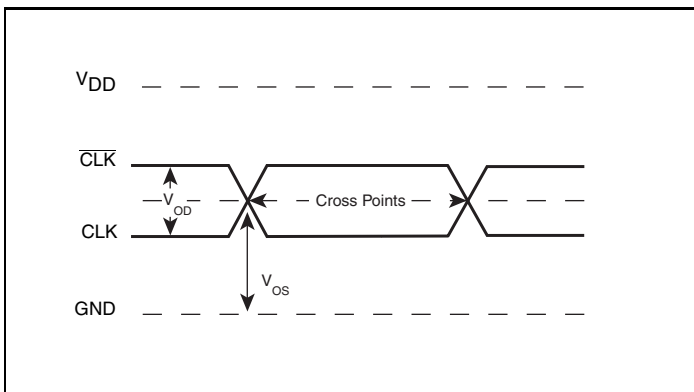 VDD
CLK
VOD
Cross Points
CLK
VOS
GND